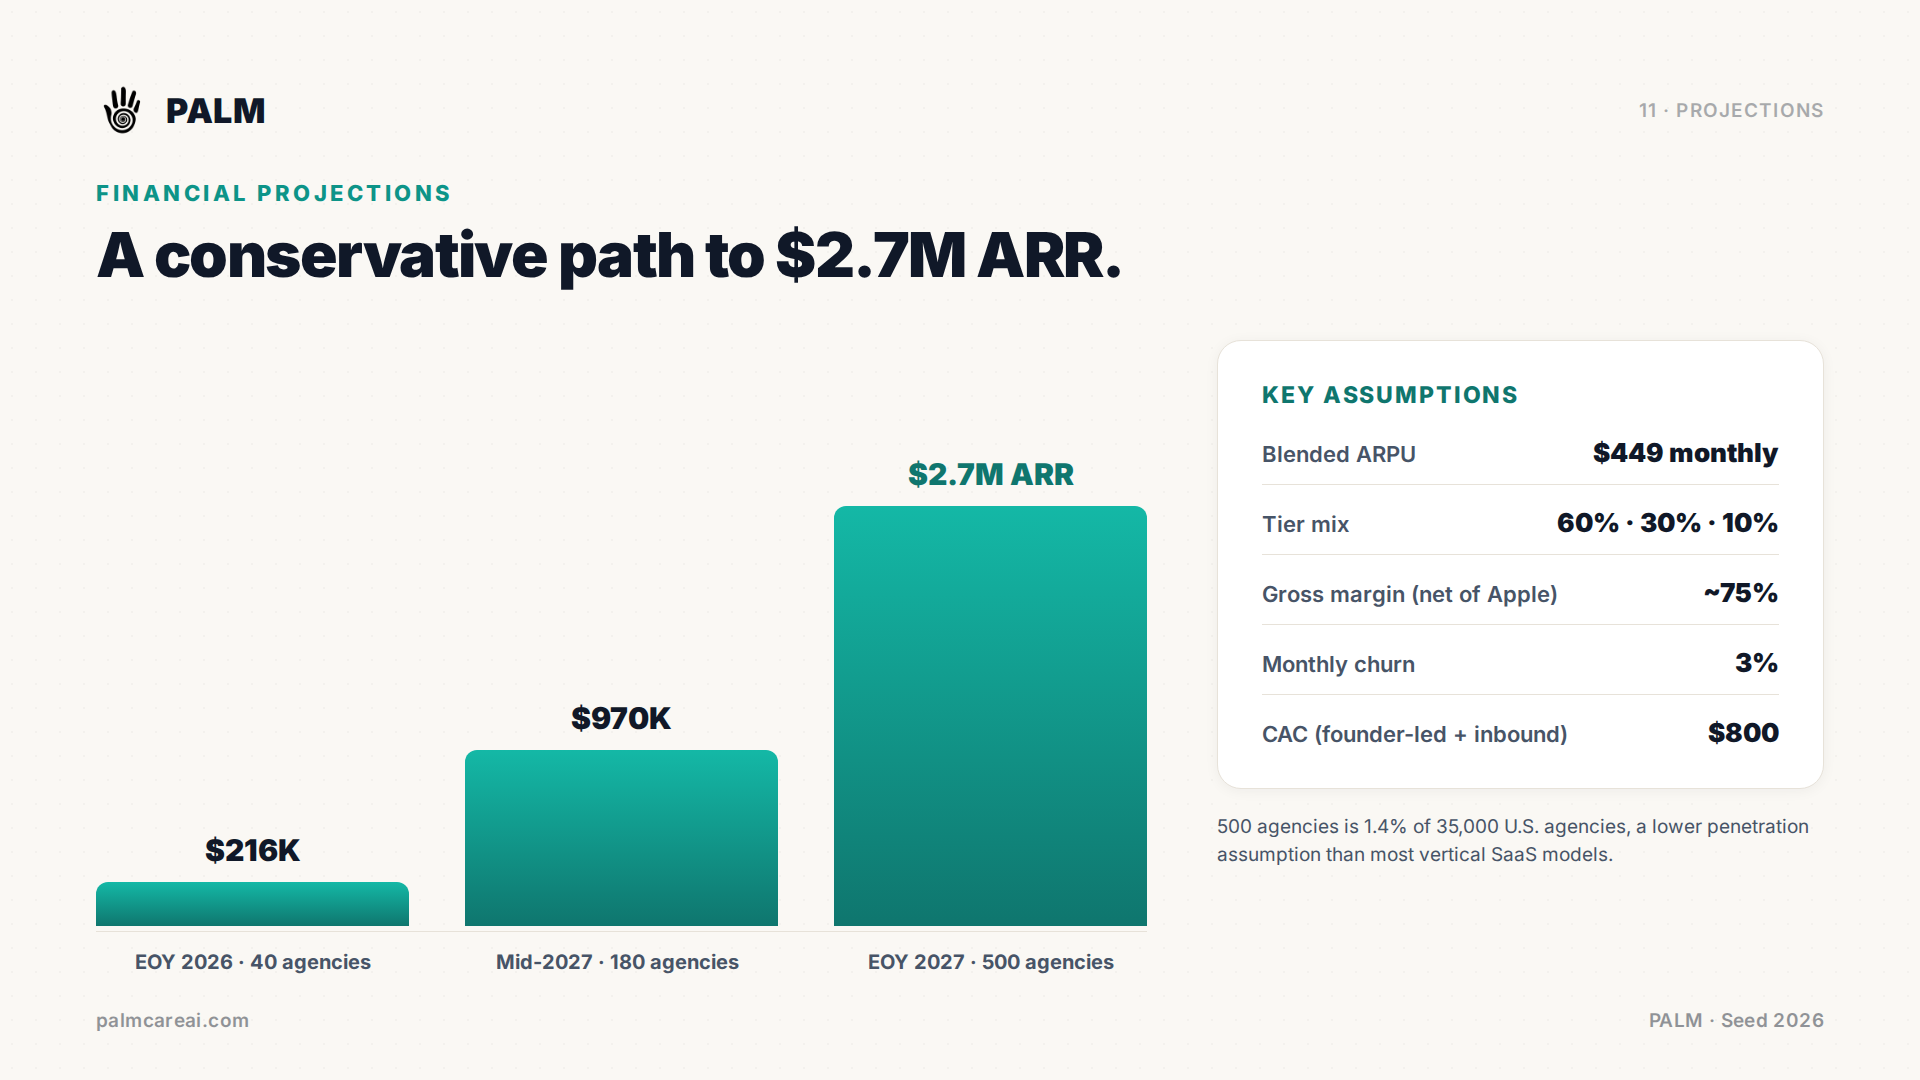 PALM
11 · PROJECTIONS
FINANCIAL PROJECTIONS
A conservative path to $2.7M ARR.
$216K
$970K
$2.7M ARR
EOY 2026 · 40 agencies
Mid-2027 · 180 agencies
EOY 2027 · 500 agencies
KEY ASSUMPTIONS
Blended ARPU $449 monthly
Tier mix 60% · 30% · 10%
Gross margin (net of Apple) ~75%
Monthly churn 3%
CAC (founder-led + inbound) $800
500 agencies is 1.4% of 35,000 U.S. agencies, a lower penetration
assumption than most vertical SaaS models.
palmcareai.com
PALM · Seed 2026